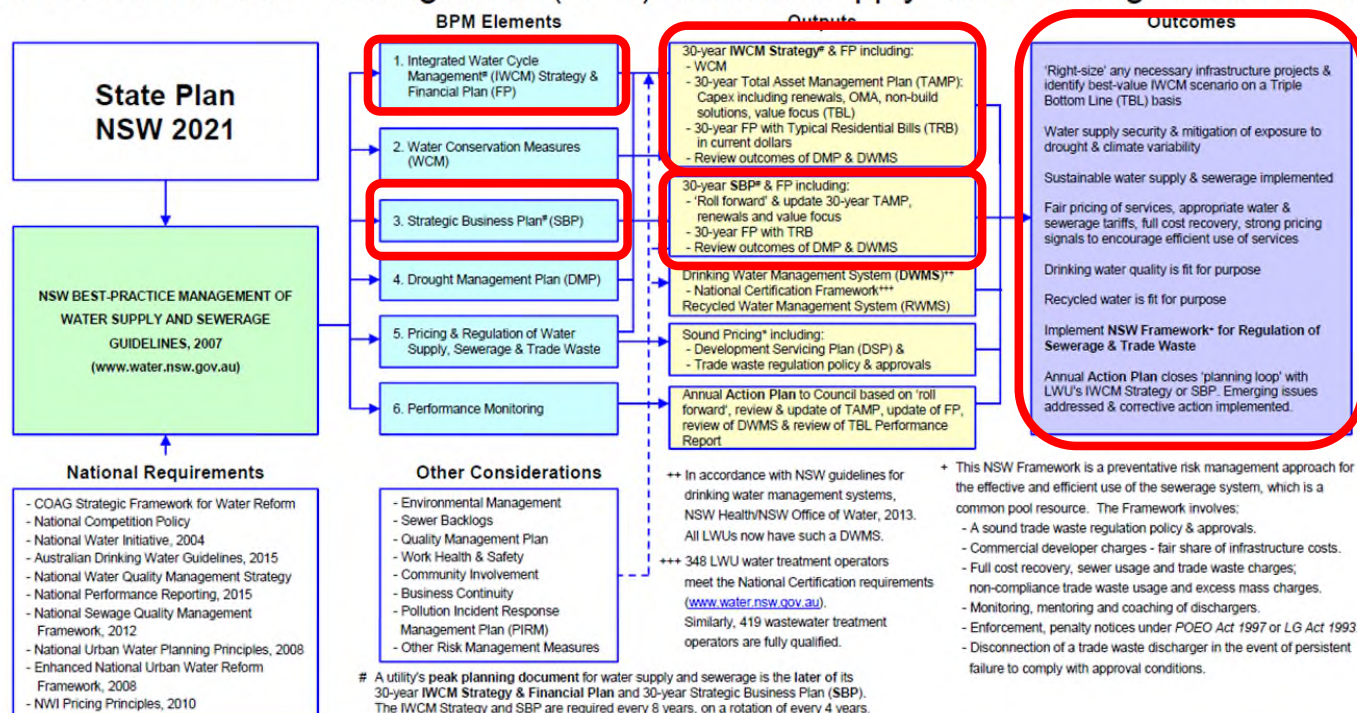 BPM Elements
Outputs
Outcomes
State Plan
NSW 2021
NSW BEST-PRACTICE MANAGEMENT OF
WATER SUPPLY AND SEWERAGE
GUIDELINES, 2007
(www.water.nsw.gov.au)
National Requirements
- COAG Strategic Framework for Water Reform
- National Competition Policy
- National Water Initiative, 2004
- Australian Drinking Water Guidelines, 2015
- National Water Quality Management Strategy
- National Performance Reporting, 2015
- National Sewage Quality Management
Framework, 2012
- National Urban Water Planning Principles, 2008
- Enhanced National Urban Water Reform
Framework, 2008
- NWI Pricing Principles, 2010
1. Integrated Water Cycle
Management# (IWCM) Strategy &
Financial Plan (FP)
2. Water Conservation Measures
(WCM)
3. Strategic Business Plan# (SBP)
4. Drought Management Plan (DMP)
5. Pricing & Regulation of Water
Supply, Sewerage & Trade Waste
6. Performance Monitoring
Other Considerations
- Environmental Management
- Sewer Backlogs
- Quality Management Plan
- Work Health & Safety
- Community Involvement
- Business Continuity
- Pollution Incident Response
Management Plan (PIRM)
- Other Risk Management Measures
30-year IWCM Strategy# & FP including:
- WCM
- 30-year Total Asset Management Plan (TAMP):
Capex including renewals, OMA, non-build
solutions, value focus (TBL)
- 30-year FP with Typical Residential Bills (TRB)
in current dollars
- Review outcomes of DMP & DWMS
30-year SBP# & FP including:
- 'Roll forward' & update 30-year TAMP,
renewals and value focus
- 30-year FP with TRB
- Review outcomes of DMP & DWMS
Drinking Water Management System (DWMS)++
- National Certification Framework+++
Recycled Water Management System (RWMS)
Sound Pricing* including:
- Development Servicing Plan (DSP) &
- Trade waste regulation policy & approvals
Annual Action Plan to Council based on 'roll
forward', review & update of TAMP, update of FP,
review of DWMS & review of TBL Performance
Report
'Right-size' any necessary infrastructure projects &
identify best-value IWCM scenario on a Triple
Bottom Line (TBL) basis
Water supply security & mitigation of exposure to
drought & climate variability
Sustainable water supply & sewerage implemented
Fair pricing of services, appropriate water &
sewerage tariffs, full cost recovery, strong pricing
signals to encourage efficient use of services
Drinking water quality is fit for purpose
Recycled water is fit for purpose
Implement NSW Framework+ for Regulation of
Sewerage & Trade Waste
Annual Action Plan closes 'planning loop' with
LWU's IWCM Strategy or SBP. Emerging issues
addressed & corrective action implemented.
++ In accordance with NSW guidelines for
drinking water management systems,
NSW Health/NSW Office of Water, 2013.
All LWUs now have such a DWMS.
+++ 348 LWU water treatment operators
meet the National Certification requirements
(www.water.nsw.gov.au).
Similarly, 419 wastewater treatment
operators are fully qualified.
+ This NSW Framework is a preventative risk management approach for
the effective and efficient use of the sewerage system, which is a
common pool resource. The Framework involves:
- A sound trade waste regulation policy & approvals.
- Commercial developer charges - fair share of infrastructure costs.
- Full cost recovery, sewer usage and trade waste charges;
non-compliance trade waste usage and excess mass charges.
- Monitoring, mentoring and coaching of dischargers.
- Enforcement, penalty notices under POEO Act 1997 or LG Act 1993
- Disconnection of a trade waste discharger in the event of persistent
failure to comply with approval conditions.
# A utility's peak planning document for water supply and sewerage is the later of its
30-year IWCM Strategy & Financial Plan and 30-year Strategic Business Plan (SBP).
The IWCM Strategy and SBP are required every 8 years, on a rotation of every 4 years.